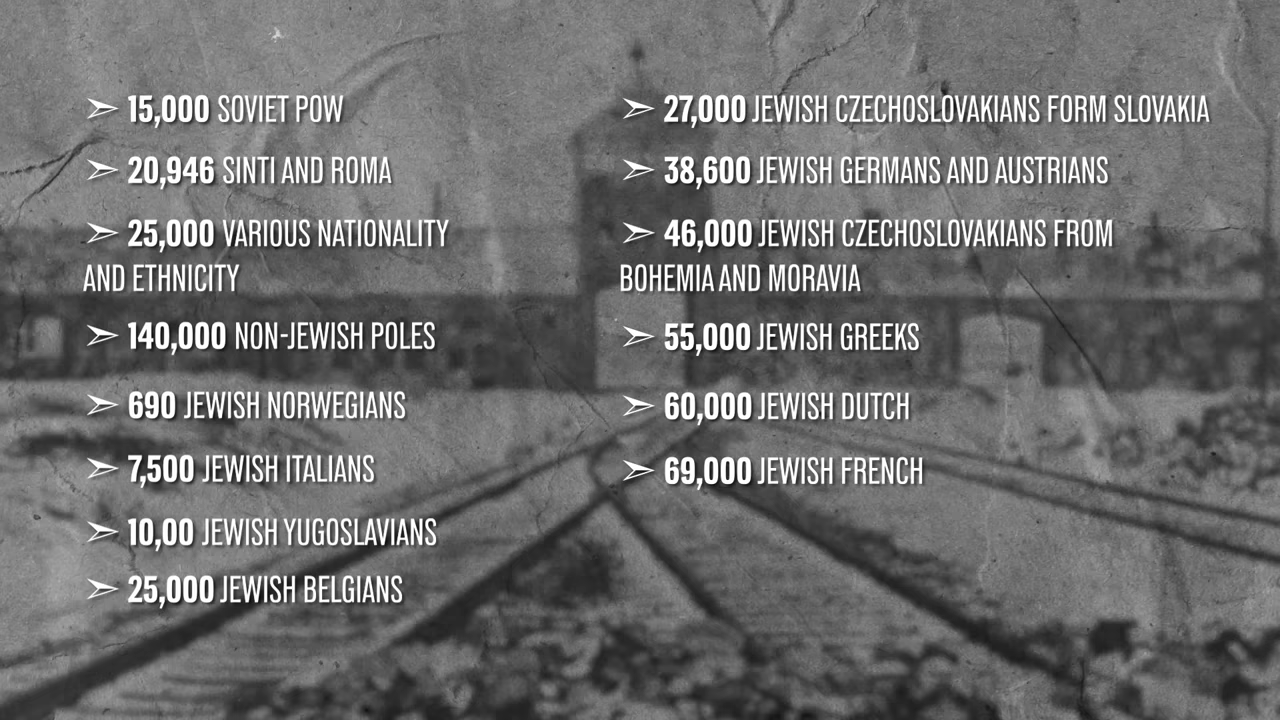 ➢ 15,000 SOVIET POW
➢ 20,946 SINTI AND ROMA
➢ 25,000 VARIOUS NATIONALITY
AND ETHNICITY
➢ 140,000 NON-JEWISH POLES
➢ 690 JEWISH NORWEGIANS
➢ 7,500 JEWISH ITALIANS
➢ 10,00 JEWISH YUGOSLAVIANS
➢ 25,000 JEWISH BELGIANS
➢ 27,000 JEWISH CZECHOSLOVAKIANS FORM SLOVAKIA
➢ 38,600 JEWISH GERMANS AND AUSTRIANS
➢ 46,000 JEWISH CZECHOSLOVAKIANS FROM
BOHEMIA AND MORAVIA
➢ 55,000 JEWISH GREEKS
➢ 60,000 JEWISH DUTCH
➢ 69,000 JEWISH FRENCH